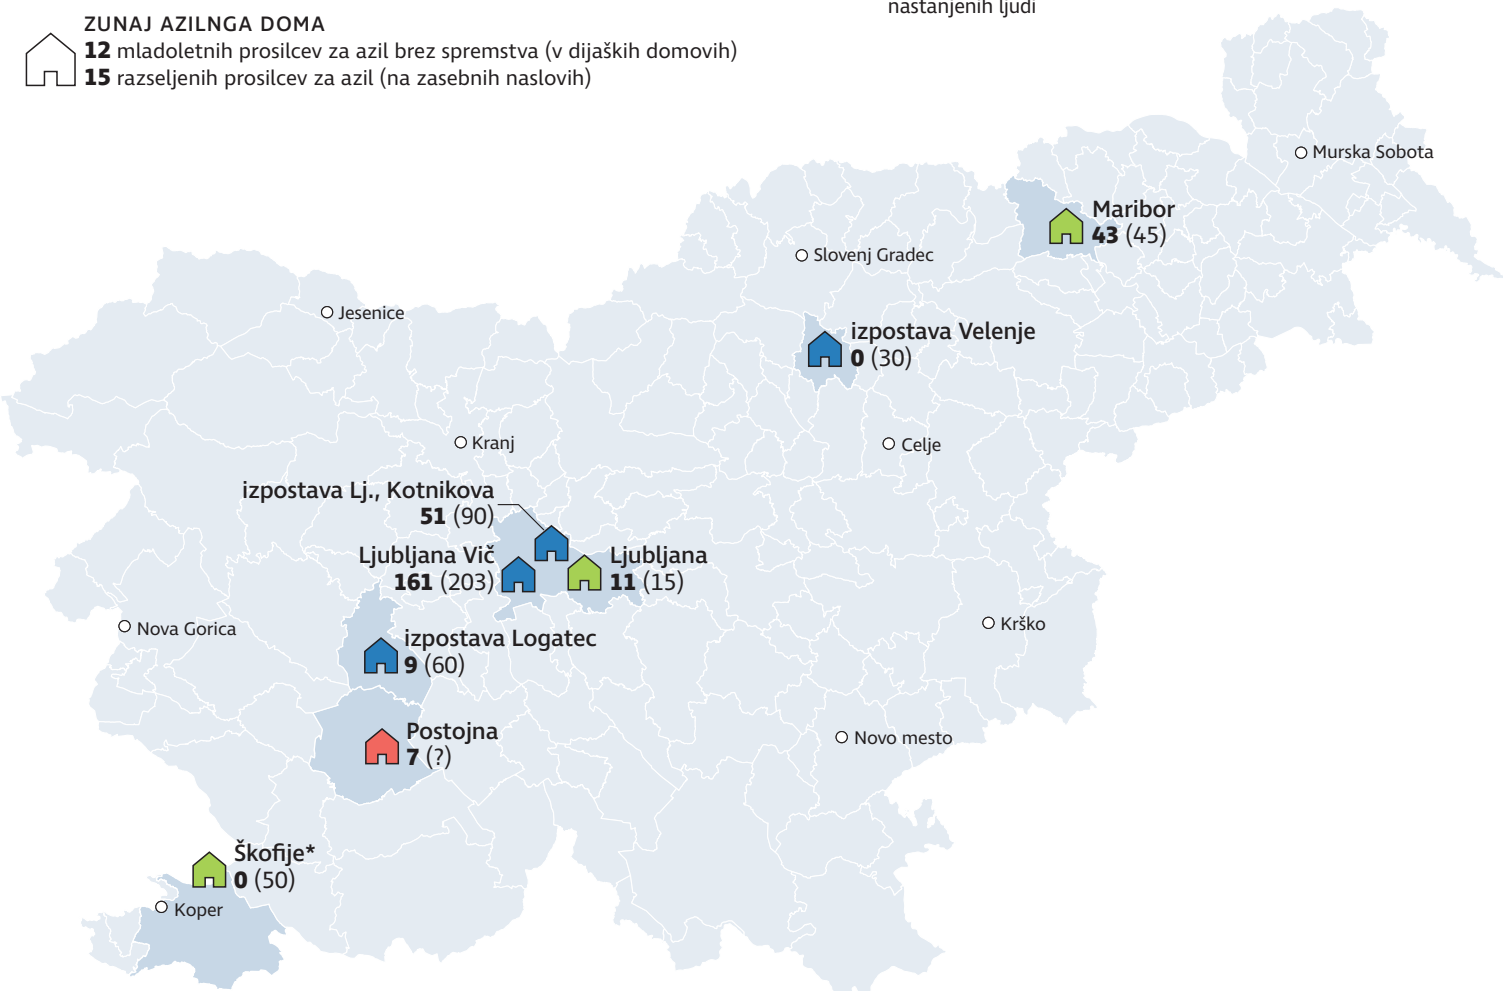 nastanjenih ljudi
ZUNAJ AZILNGA DOMA
12 mladoletnih prosilcev za azil brez spremstva (v dijaških domovih)
15 razseljenih prosilcev za azil (na zasebnih naslovih)
Murska Sobota
Maribor
43 (45)
Slovenj Gradec
Jesenice
izpostava Velenje
0 (30)
Kranj
Celje
izpostava Lj., Kotnikova
51 (90)
Ljubljana Vič
161 (203)
Ljubljana
11 (15)
Nova Gorica
Krško
izpostava Logatec
9 (60)
Postojna
7 (?)
Novo mesto
Škofije*
0 (50)
Koper